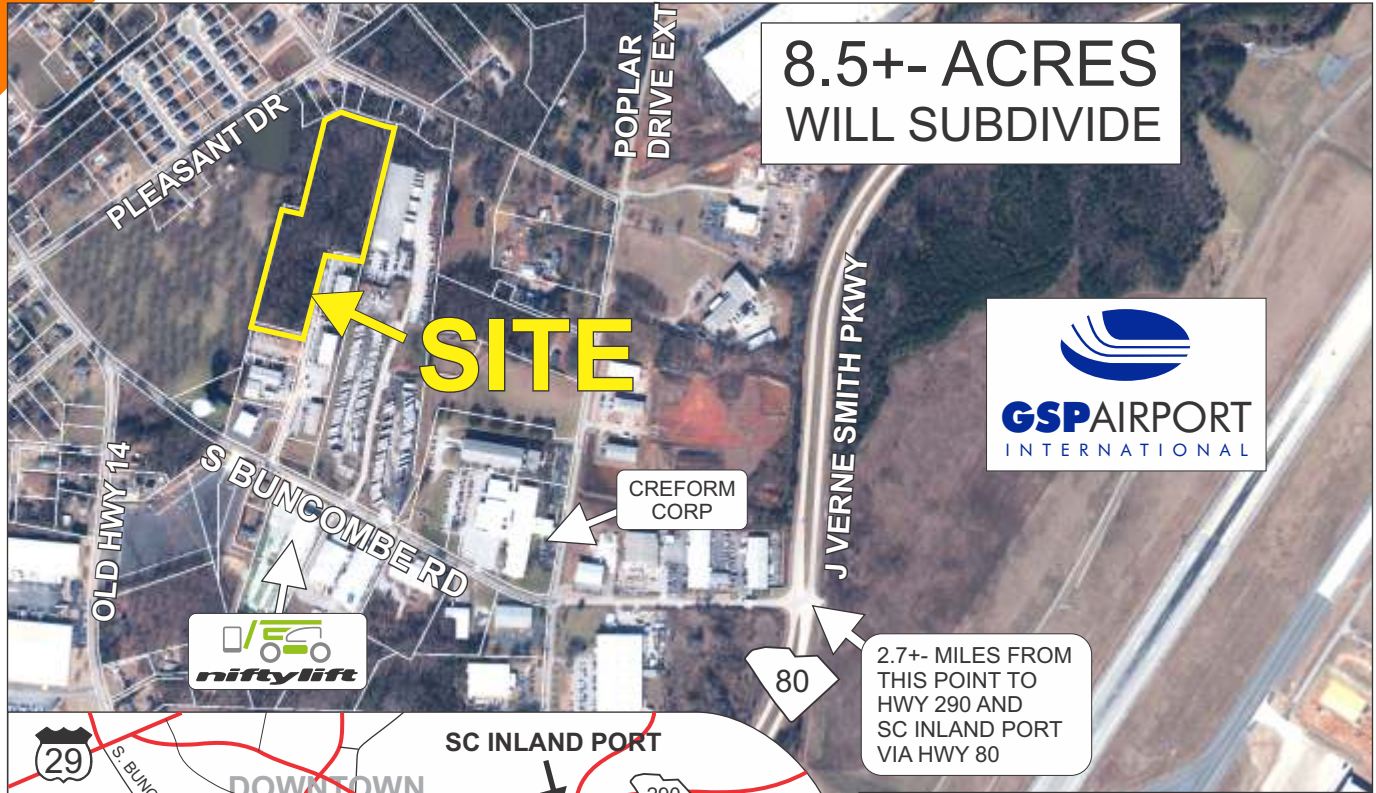 8.5+- ACRES
WILL SUBDIVIDE
POPLAR
DRIVE EXT
PLEASANT DR
SITE
J VERNE SMITH PKWY
GSPAIRPORT
INTERNATIONAL
OLD HWY 14
S BUNCOMBE RD
CREFORM
CORP
niftylift
80
2.7+- MILES FROM
THIS POINT TO
HWY 290 AND
SC INLAND PORT
VIA HWY 80
29
S. BUNC
DOWNTOWN
SC INLAND PORT
290